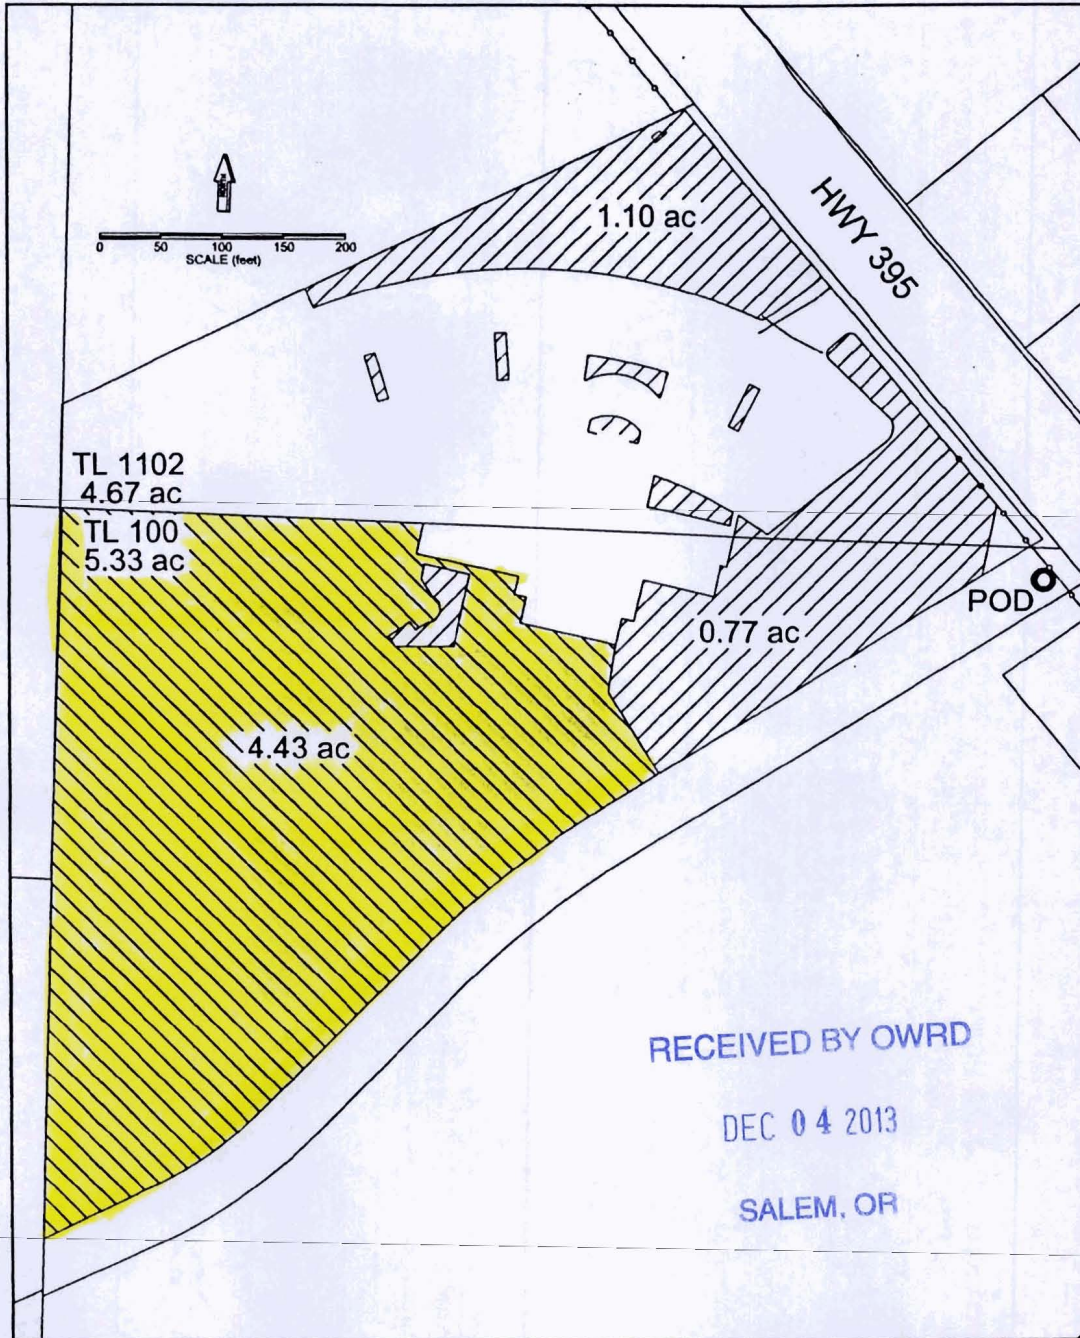 NORTH
0 50 100 150 200
SCALE (feet)
1.10 ac
HWY 395
TL 1102
4.67 ac
TL 100
5.33 ac
POD
0.77 ac
4.43 ac
RECEIVED BY OWRD
DEC 04 2013
SALEM, OR